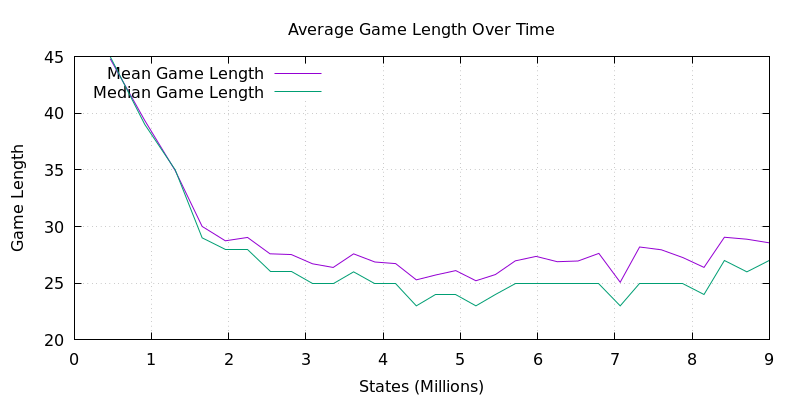 Average Game Length Over Time
45
40
35
30
25
20
Game Length
Mean Game Length
Median Game Length
0 1 2 3 4 5 6 7 8 9
States (Millions)